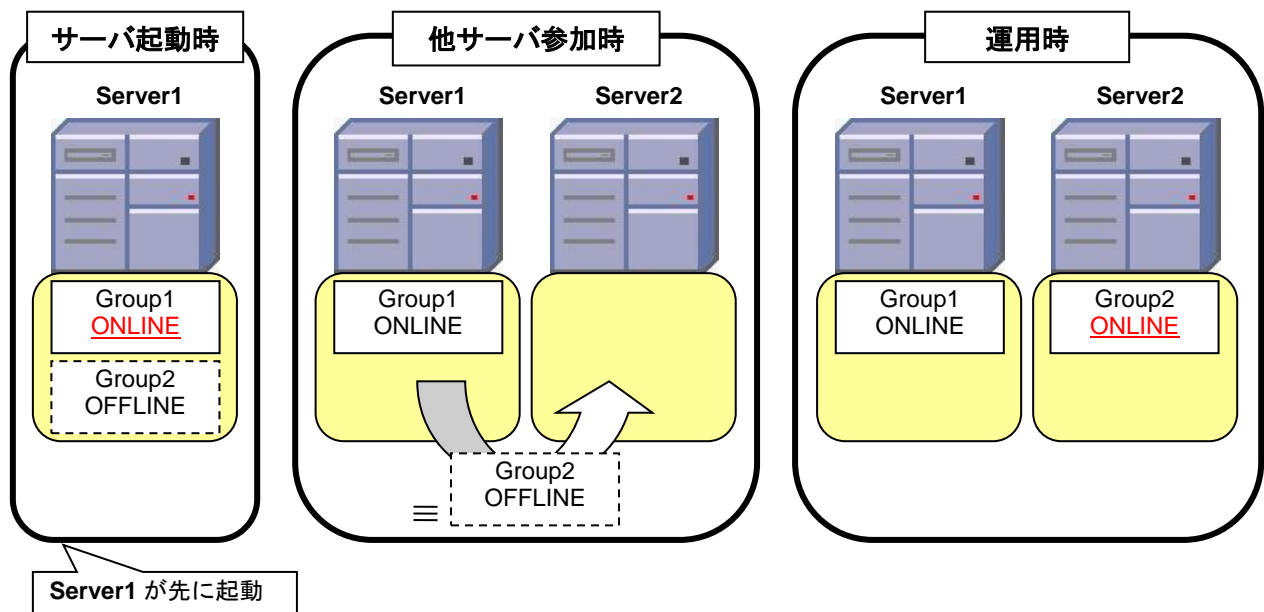 サーバ起動時
Server1
Group1
ONLINE
Group2
OFFLINE
Server1 が先に起動
他サーバ参加時
Server1
Server2
Group1
ONLINE
Group2
OFFLINE
運用時
Server1
Server2
Group1
ONLINE
Group2
ONLINE